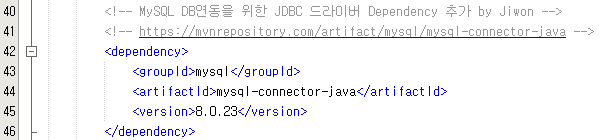 40 <!-- MySQL DB연동을 위한 JDBC 드라이버 Dependency 추가 by Jiwon -->
41 <!-- https://mvnrepository.com/artifact/mysql/mysql-connector-java -->
42 <dependency>
43 <groupId>mysql</groupId>
44 <artifactId>mysql-connector-java</artifactId>
45 <version>8.0.23</version>
46 </dependency>